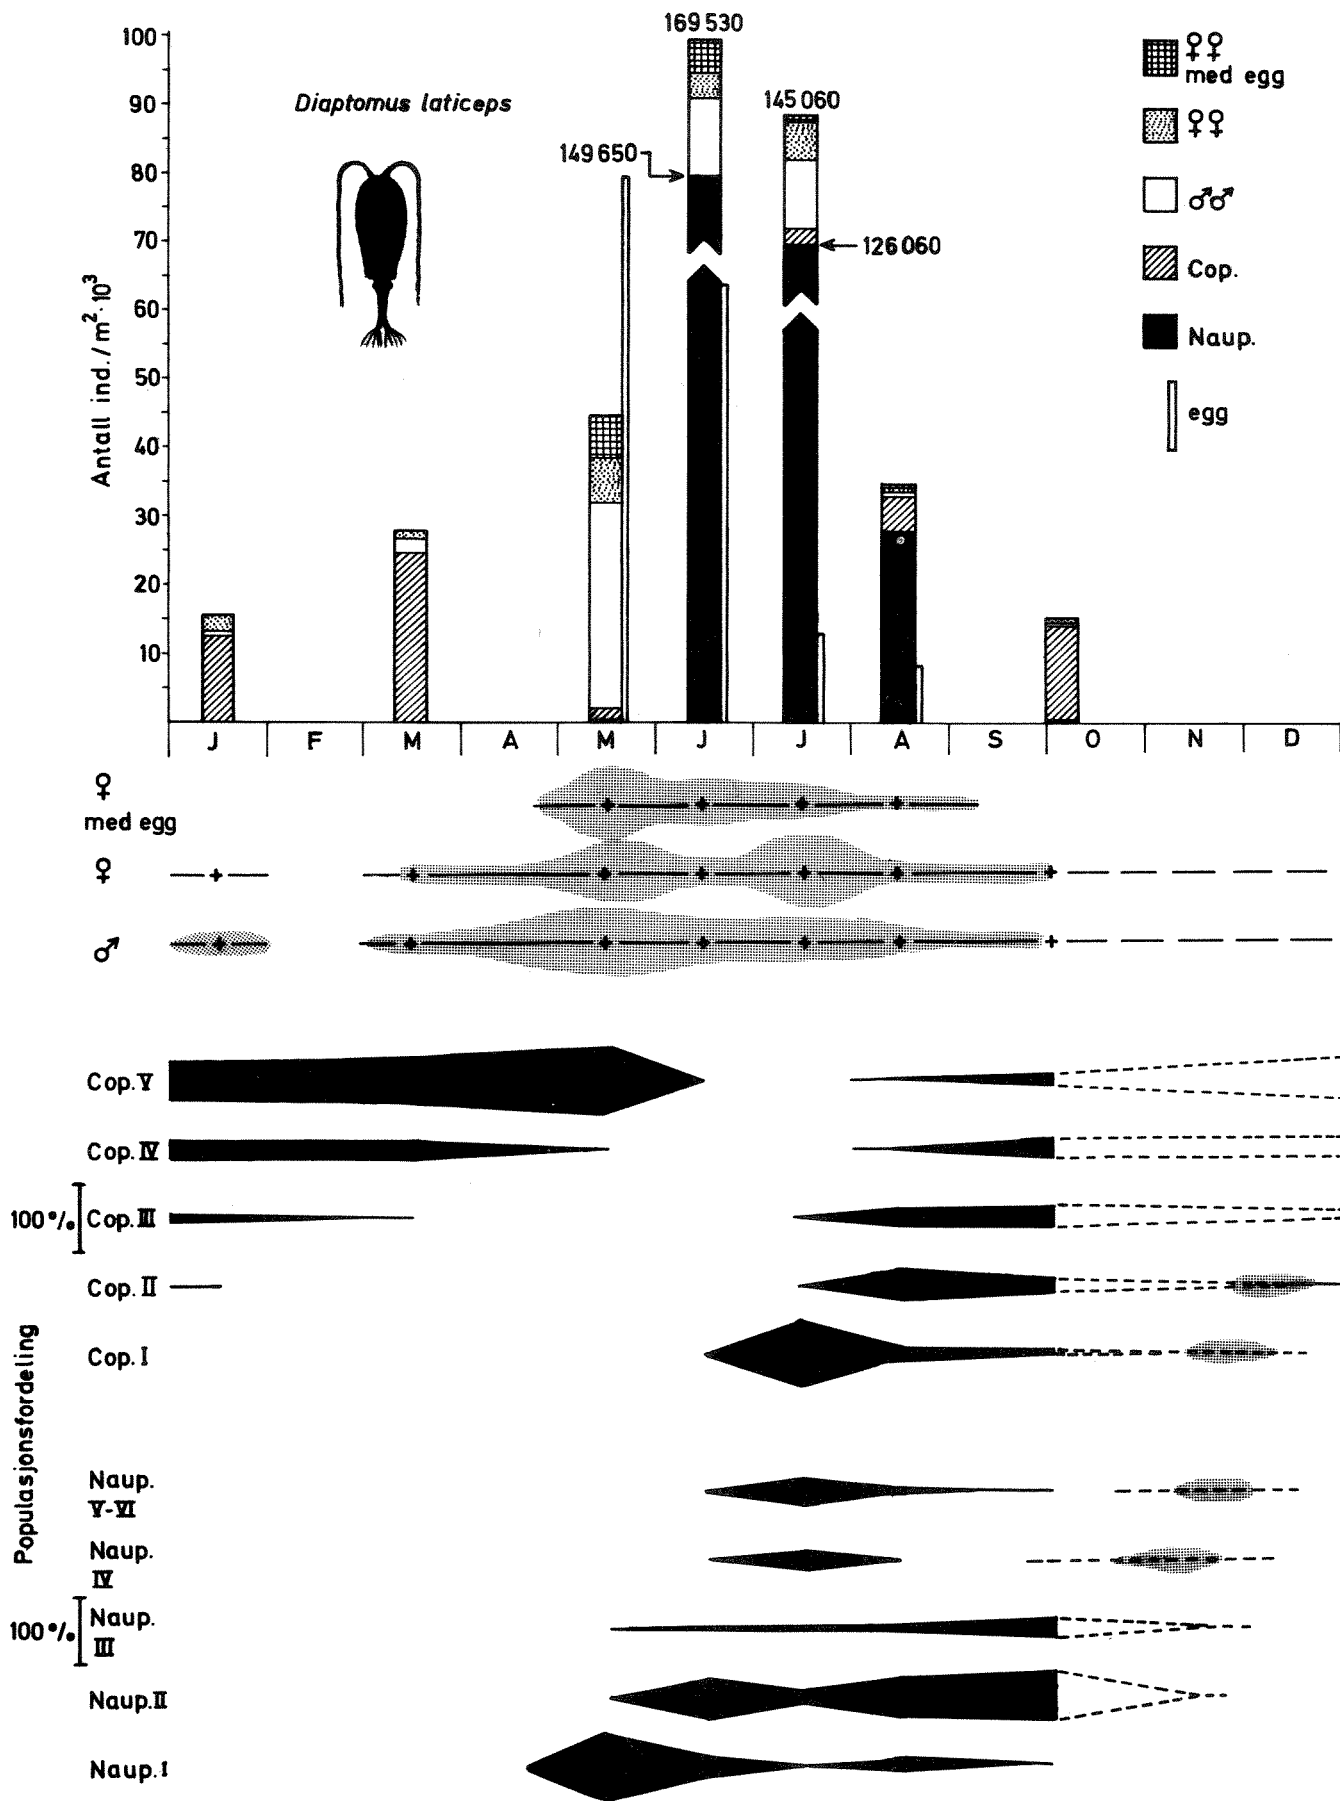 169 530
100
90
80
70
60
50
40
30
20
10
Antall ind./m²·10³
Diaptomus laticeps
149 650
145 060
126 060
♀♀
med egg
♀♀
♂♂
Cop.
Naup.
egg
J F M A M J J A S O N D
♀
med egg
♀
♂
Cop. V
Cop. IV
100 % Cop. III
Cop. II
Cop. I
Populasjonsfordeling
Naup.
V-VI
Naup.
IV
100 % Naup.
III
Naup. II
Naup. I